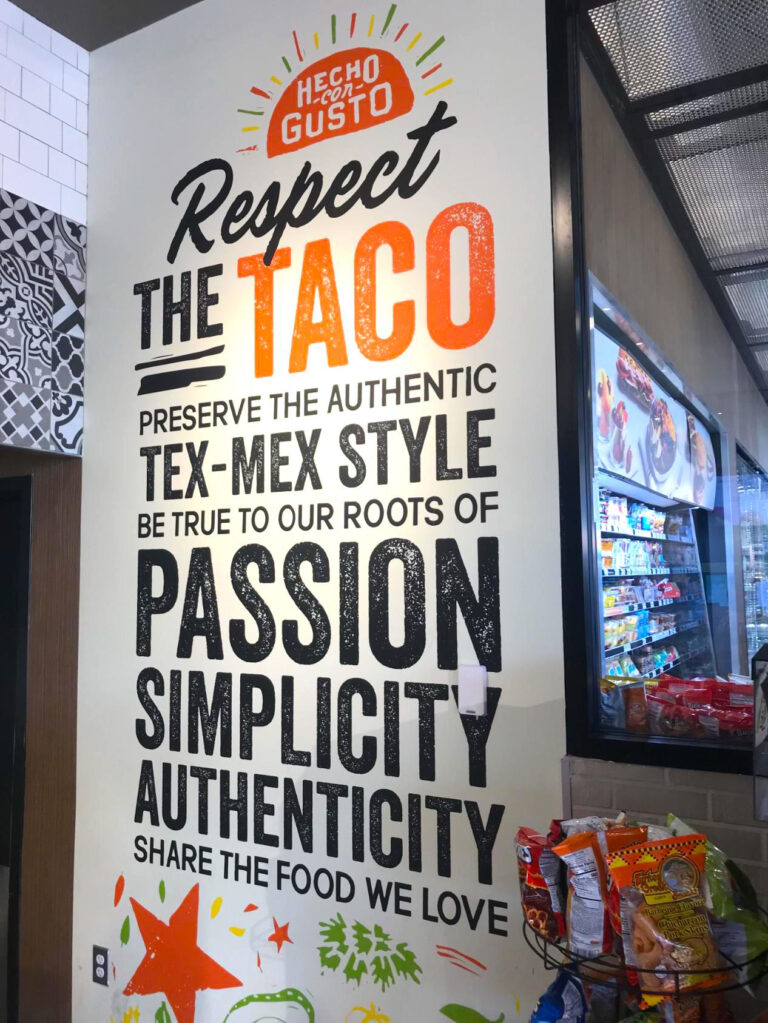 HECHO
-con-
GUSTO
Respect
THE TACO
PRESERVE THE AUTHENTIC
TEX-MEX STYLE
BE TRUE TO OUR ROOTS OF
PASSION
SIMPLICITY
AUTHENTICITY
SHARE THE FOOD WE LOVE